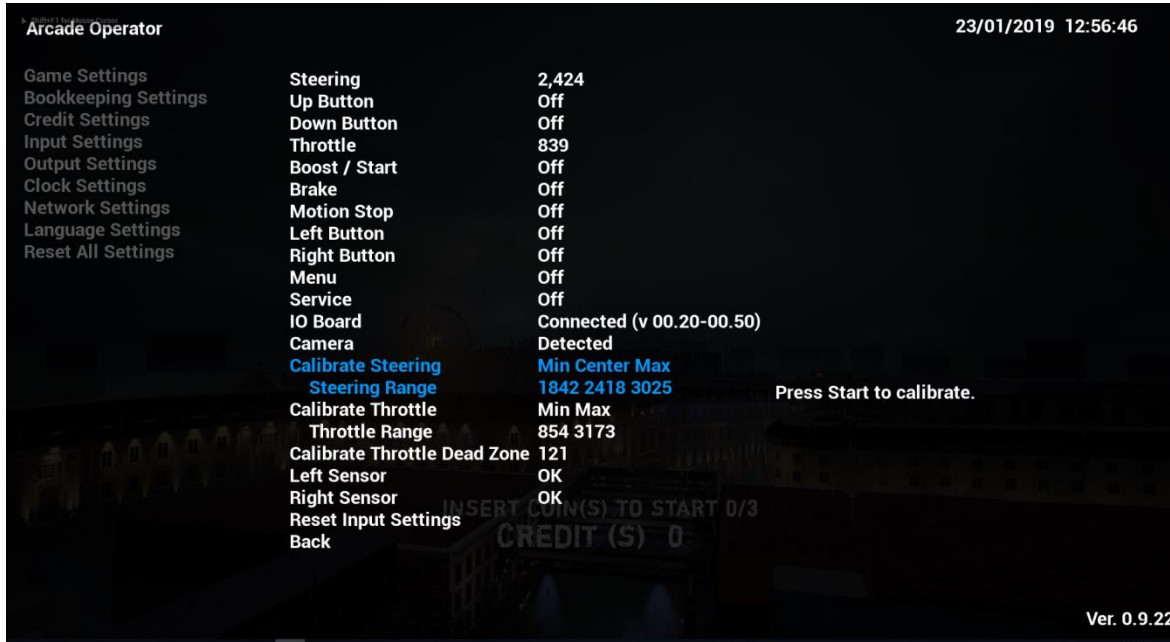 Shift+F1 for Mouse Cursor
Arcade Operator
23/01/2019 12:56:46
Game Settings
Bookkeeping Settings
Credit Settings
Input Settings
Output Settings
Clock Settings
Network Settings
Language Settings
Reset All Settings
Steering 2,424
Up Button Off
Down Button Off
Throttle 839
Boost / Start Off
Brake Off
Motion Stop Off
Left Button Off
Right Button Off
Menu Off
Service Off
IO Board Connected (v 00.20-00.50)
Camera Detected
Calibrate Steering Min Center Max
Steering Range 1842 2418 3025
Press Start to calibrate.
Calibrate Throttle Min Max
Throttle Range 854 3173
Calibrate Throttle Dead Zone 121
Left Sensor OK
Right Sensor OK
Reset Input Settings
Back
INSERT COIN(S) TO START 0/3
CREDIT (S) 0
Ver. 0.9.22